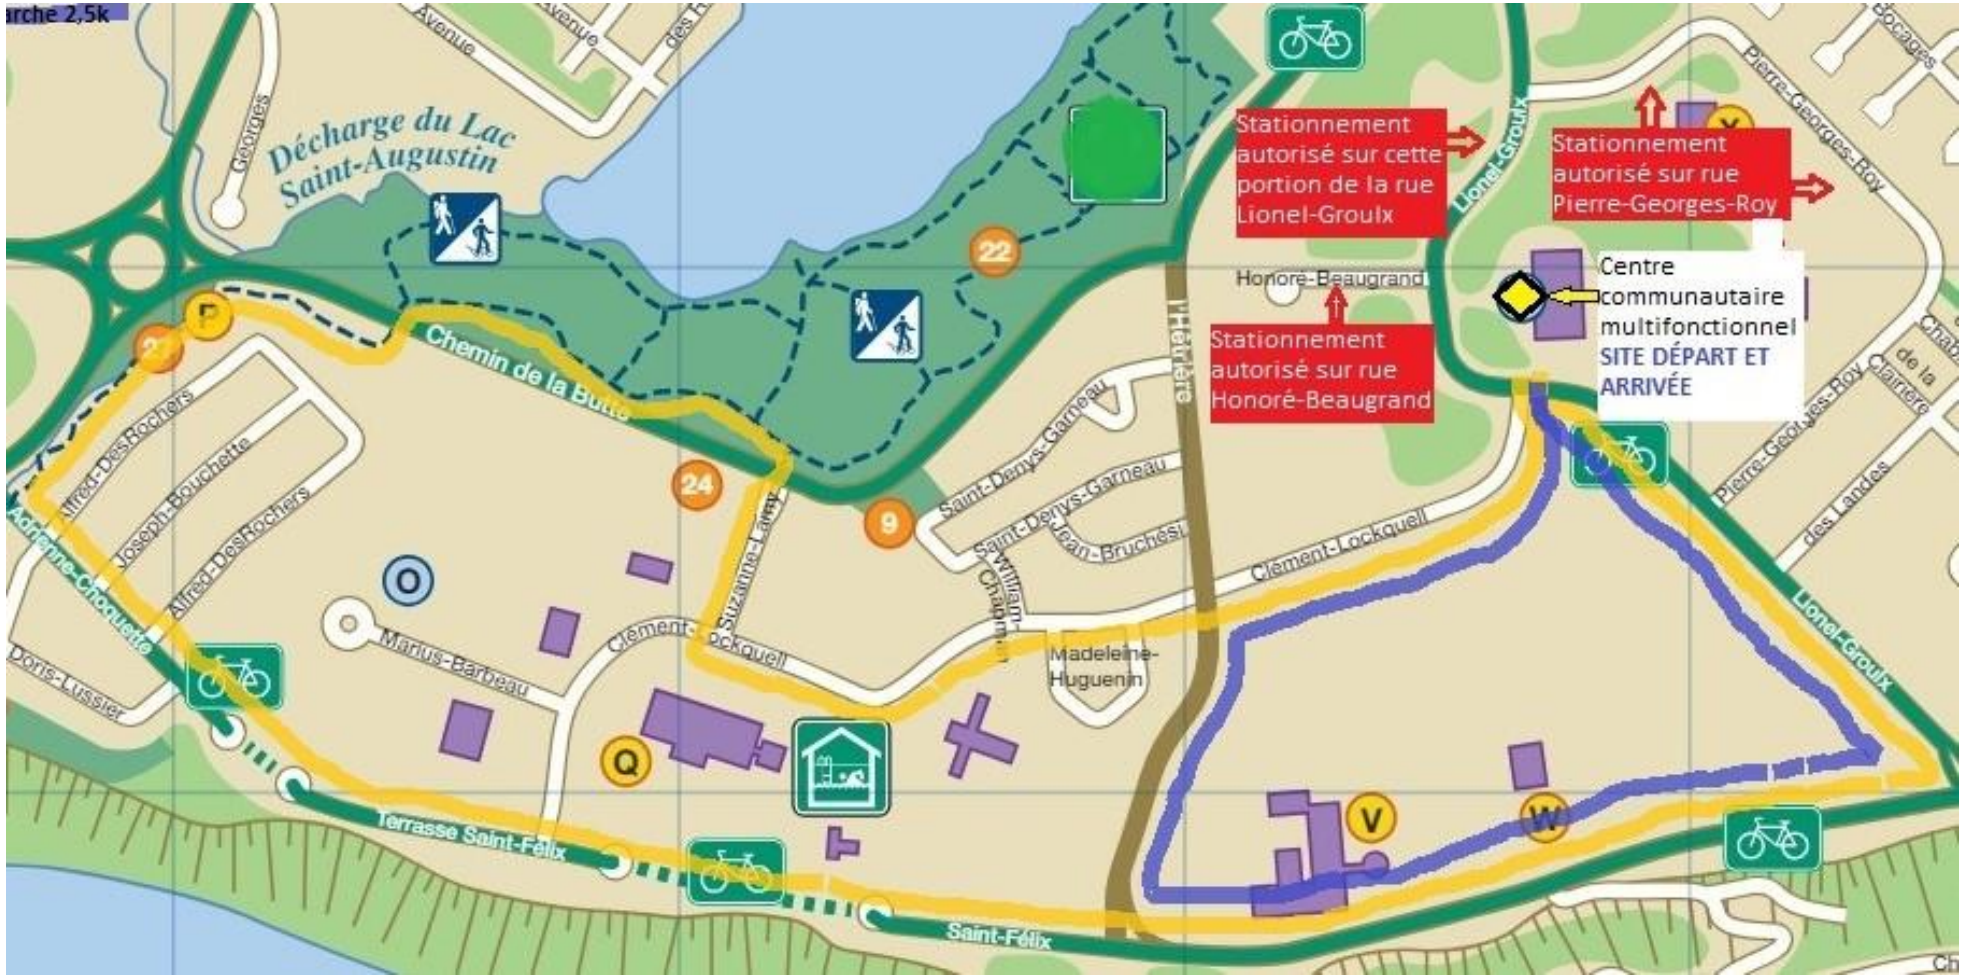 arche 2,5k
Avenue
Avenue
Georges
Décharge du Lac
Saint-Augustin
Stationnement
autorisé sur cette
portion de la rue
Lionel-Groulx
Lionel-Groulx
Stationnement
autorisé sur rue
Pierre-Georges-Roy
Pierre-Georges-Roy
Bocages
Honoré-Beaugrand
Stationnement
autorisé sur rue
Honoré-Beaugrand
Centre
communautaire
multifonctionnel
SITE DÉPART ET
ARRIVÉE
22
P
Chemin de la Butte
l'Hêtrière
24
9
Saint-Denys-Garneau
Saint-Denys-Garneau
Jean-Bruchési
William-
Chapman
Clément-Lockquell
Pierre-Georges-Roy
de la
Clairière
des Landes
Lionel-Groulx
Alfred-DesRochers
Joseph-Bouchette
Alfred-DesRochers
Adrienne-Choquette
Doris-Lussier
O
Marius-Barbeau
Clément-Lockquell
Suzanne-Lamy
Madeleine-
Huguenin
Q
V
W
Terrasse Saint-Félix
Saint-Félix
Ch